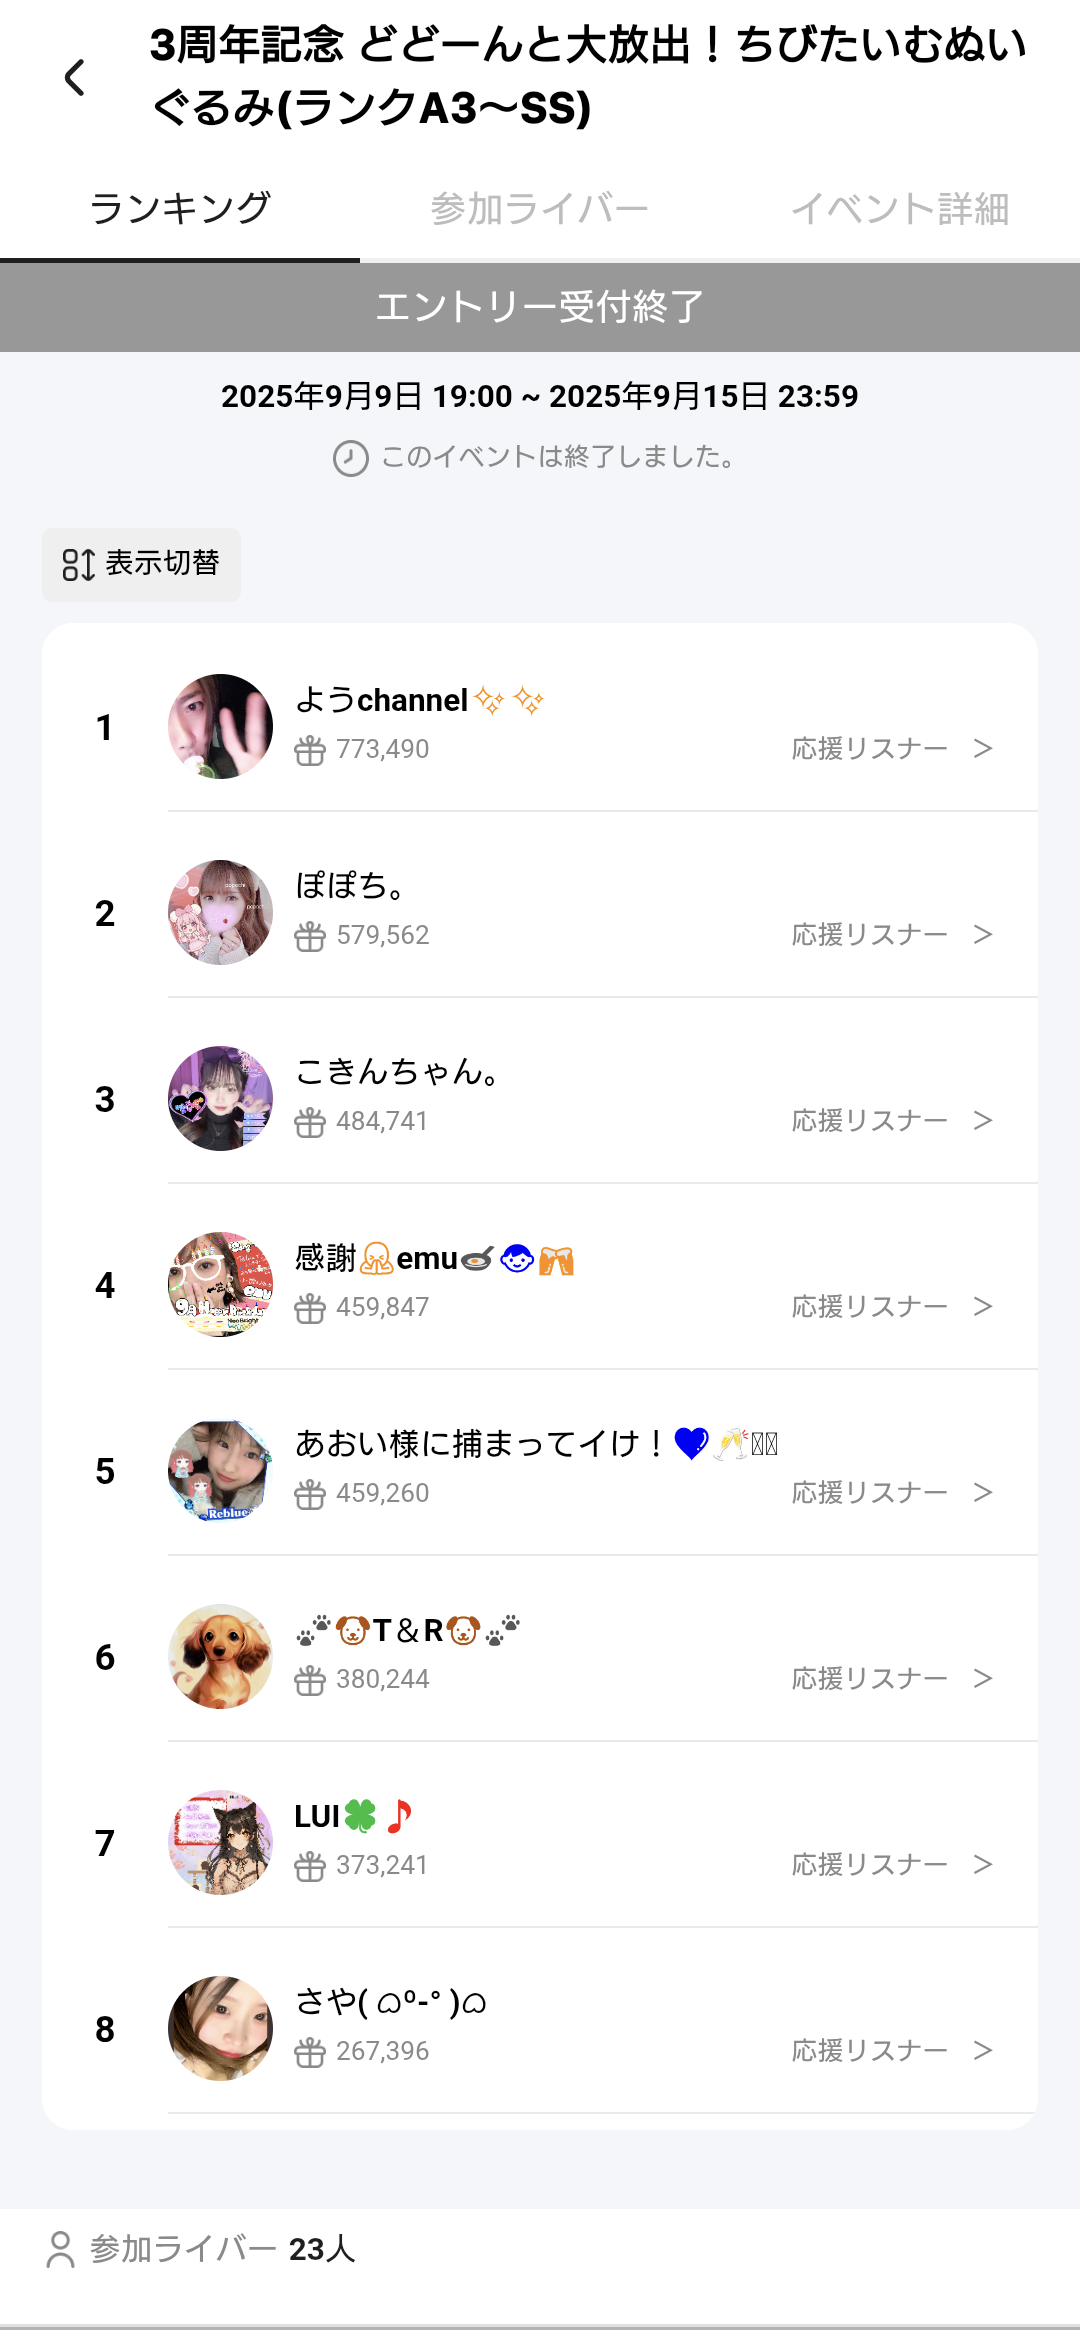 3周年記念 どどーんと大放出！ちびたいむぬい
ぐるみ(ランクA3〜SS)
ランキング
参加ライバー
イベント詳細
エントリー受付終了
2025年9月9日 19:00 ~ 2025年9月15日 23:59
このイベントは終了しました。
表示切替
1
ようchannel✨✨
773,490
応援リスナー >
2
ぽぽち。
579,562
応援リスナー >
3
こきんちゃん。
484,741
応援リスナー >
4
感謝🙏emu🍳👶🍻
459,847
応援リスナー >
5
あおい様に捕まってイけ！💙🥂
459,260
応援リスナー >
Reblue
6
🐾🐶T＆R🐶🐾
380,244
応援リスナー >
7
LUI🍀🎵
373,241
応援リスナー >
8
さや( ᜊº-° )ᜊ
267,396
応援リスナー >
参加ライバー 23人